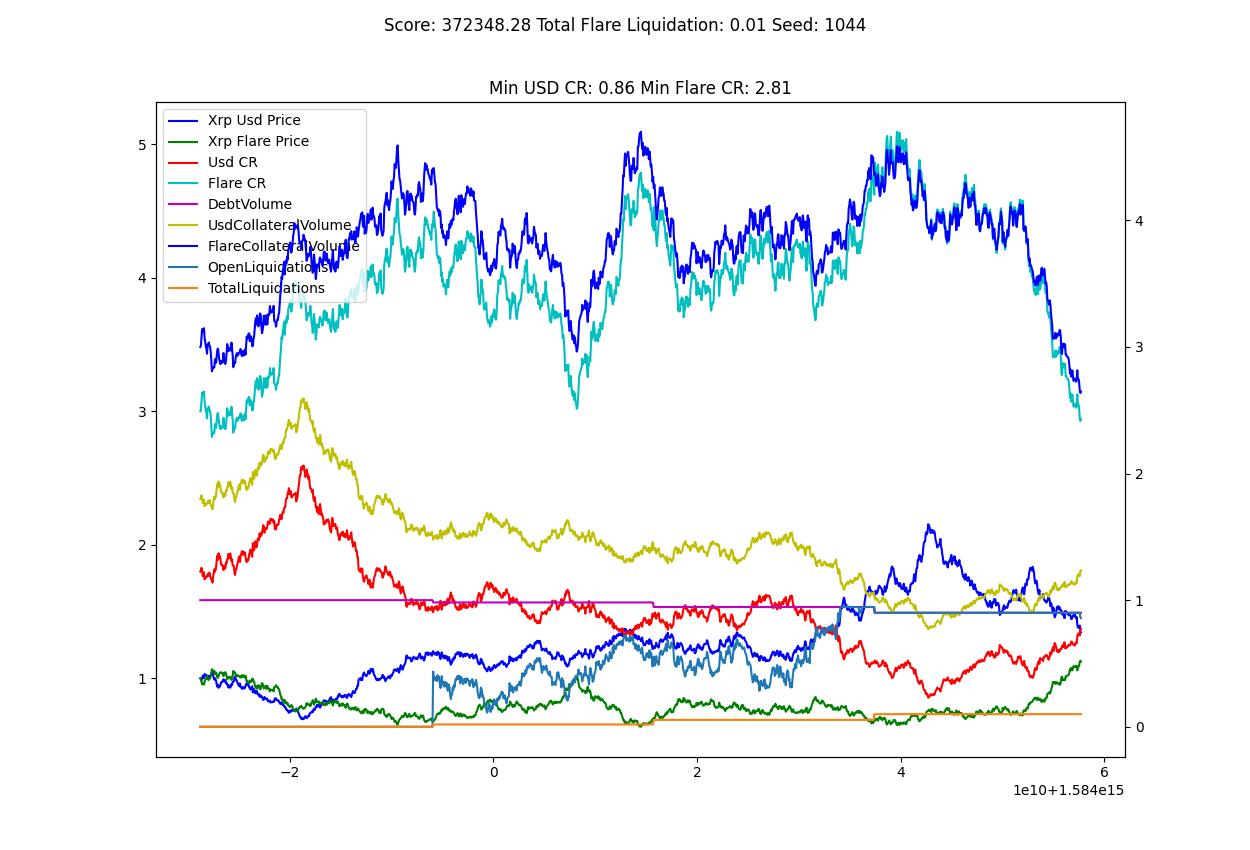 Score: 372348.28 Total Flare Liquidation: 0.01 Seed: 1044
Min USD CR: 0.86 Min Flare CR: 2.81
Xrp Usd Price
Xrp Flare Price
Usd CR
Flare CR
DebtVolume
UsdCollateralVolume
FlareCollateralVolume
OpenLiquidations
TotalLiquidations
5
4
3
2
1
4
3
2
1
0
−2
0
2
4
6
1e10+1.584e15